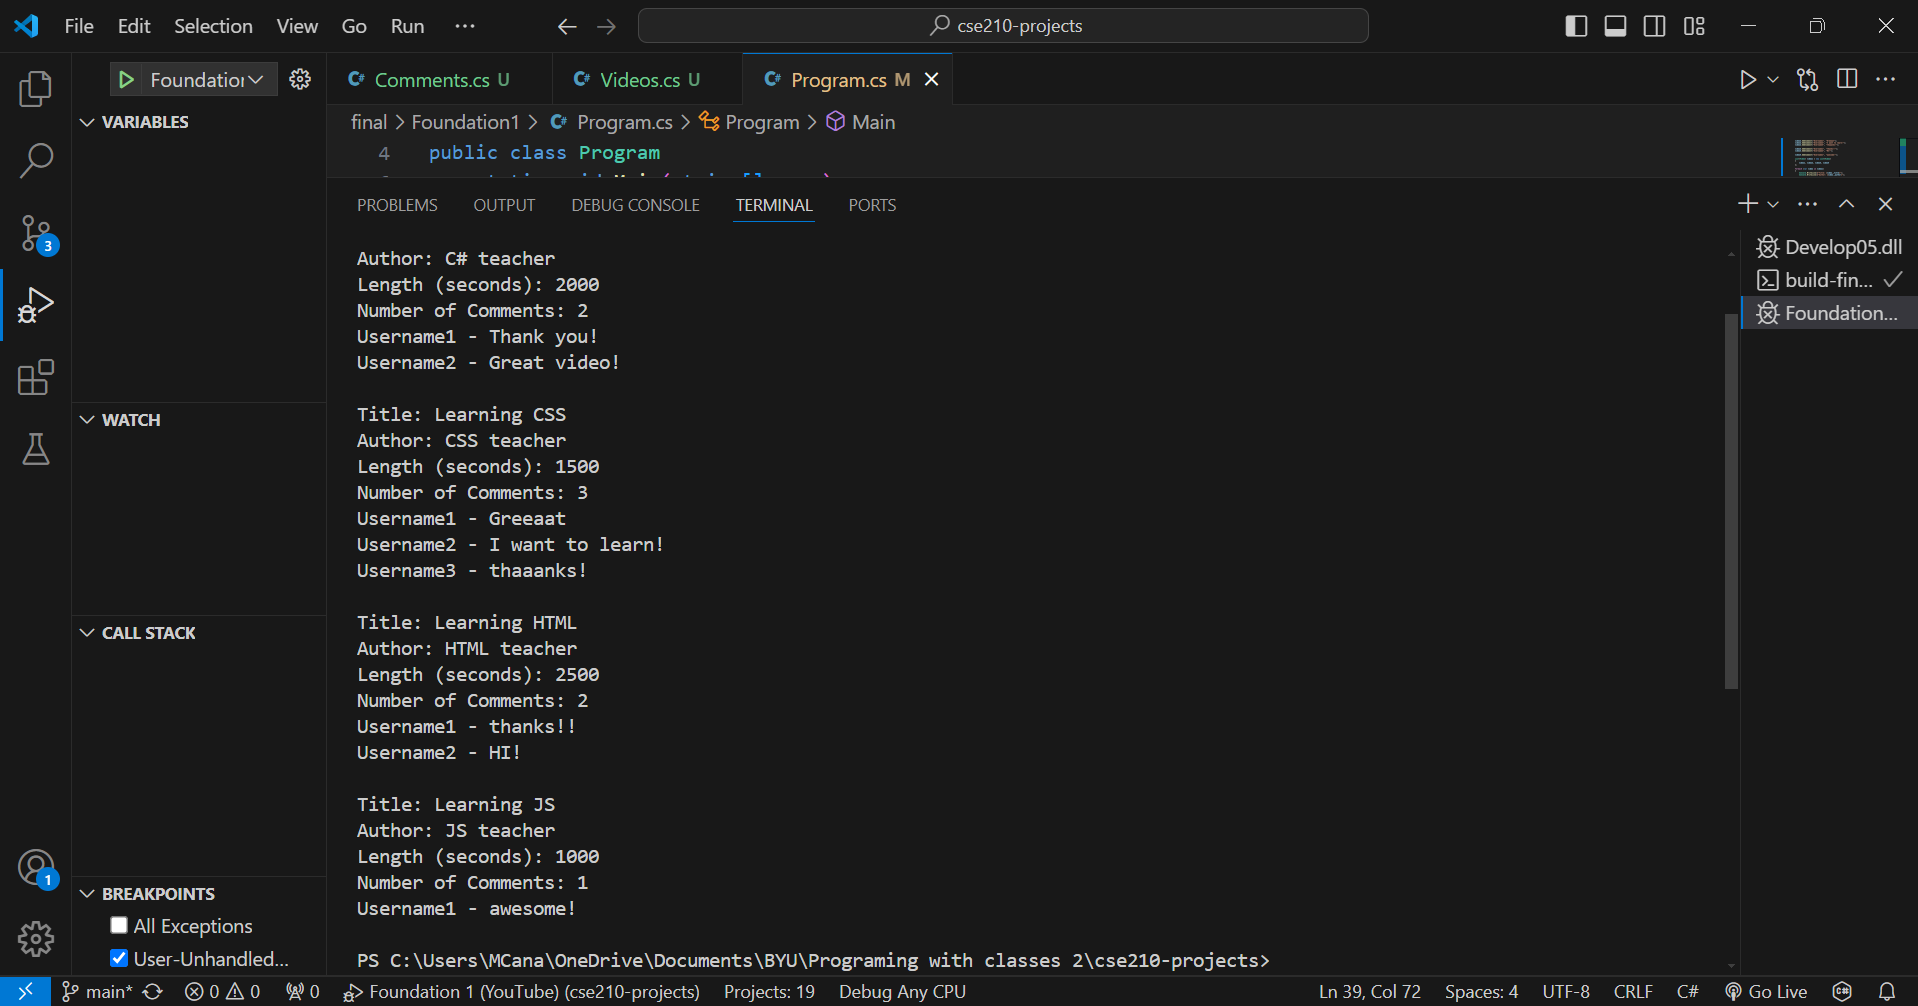 File Edit Selection View Go Run ··· cse210-projects
Foundation
Comments.cs U Videos.cs U Program.cs M
VARIABLES
final > Foundation1 > Program.cs > Program > Main
4 public class Program
PROBLEMS OUTPUT DEBUG CONSOLE TERMINAL PORTS
Develop05.dll
build-fin...
Foundation...
Author: C# teacher
Length (seconds): 2000
Number of Comments: 2
Username1 - Thank you!
Username2 - Great video!
Title: Learning CSS
Author: CSS teacher
Length (seconds): 1500
Number of Comments: 3
Username1 - Greeaat
Username2 - I want to learn!
Username3 - thaaanks!
Title: Learning HTML
Author: HTML teacher
Length (seconds): 2500
Number of Comments: 2
Username1 - thanks!!
Username2 - HI!
Title: Learning JS
Author: JS teacher
Length (seconds): 1000
Number of Comments: 1
Username1 - awesome!
PS C:\Users\MCana\OneDrive\Documents\BYU\Programing with classes 2\cse210-projects>
WATCH
CALL STACK
BREAKPOINTS
All Exceptions
User-Unhandled...
3
1
main* 0 0 0 Foundation 1 (YouTube) (cse210-projects) Projects: 19 Debug Any CPU Ln 39, Col 72 Spaces: 4 UTF-8 CRLF C# Go Live